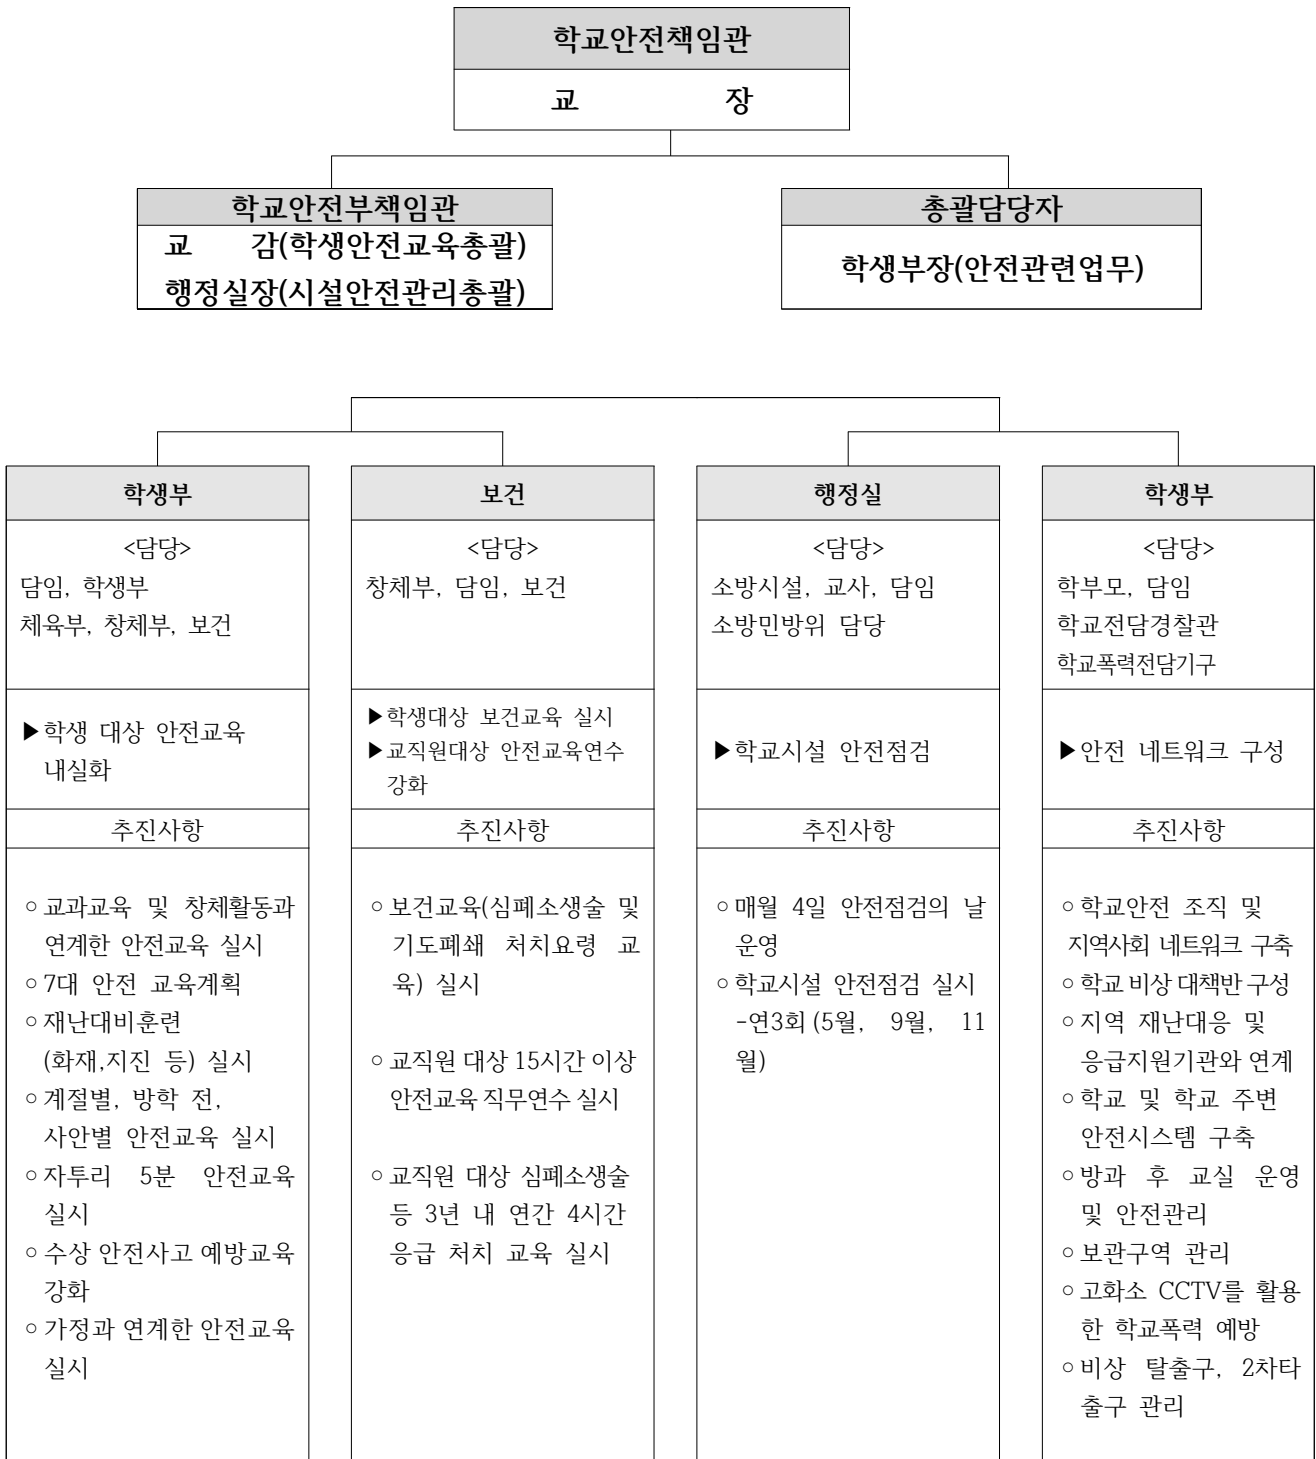 학교안전책임관
교 장
학교안전부책임관
교 감(학생안전교육총괄)
행정실장(시설안전관리총괄)
총괄담당자
학생부장(안전관련업무)
학생부
<담당>
담임, 학생부
체육부, 창체부, 보건
▶학생 대상 안전교육
내실화
추진사항
○교과교육 및 창체활동과
연계한 안전교육 실시
○7대 안전 교육계획
○재난대비훈련
(화재,지진 등) 실시
○계절별, 방학 전,
사안별 안전교육 실시
○자투리 5분 안전교육
실시
○수상 안전사고 예방교육
강화
○가정과 연계한 안전교육
실시
보건
<담당>
창체부, 담임, 보건
▶학생대상 보건교육 실시
▶교직원대상 안전교육연수
강화
추진사항
○보건교육(심폐소생술 및
기도폐쇄 처치요령 교
육) 실시
○교직원 대상 15시간 이상
안전교육 직무연수 실시
○교직원 대상 심폐소생술
등 3년 내 연간 4시간
응급 처치 교육 실시
행정실
<담당>
소방시설, 교사, 담임
소방민방위 담당
▶학교시설 안전점검
추진사항
○매월 4일 안전점검의 날
운영
○학교시설 안전점검 실시
-연3회(5월, 9월, 11
월)
학생부
<담당>
학부모, 담임
학교전담경찰관
학교폭력전담기구
▶안전 네트워크 구성
추진사항
○학교안전 조직 및
지역사회 네트워크 구축
○학교 비상 대책반 구성
○지역 재난대응 및
응급지원기관와 연계
○학교 및 학교 주변
안전시스템 구축
○방과 후 교실 운영
및 안전관리
○보관구역 관리
○고화소 CCTV를 활용
한 학교폭력 예방
○비상 탈출구, 2차타
출구 관리